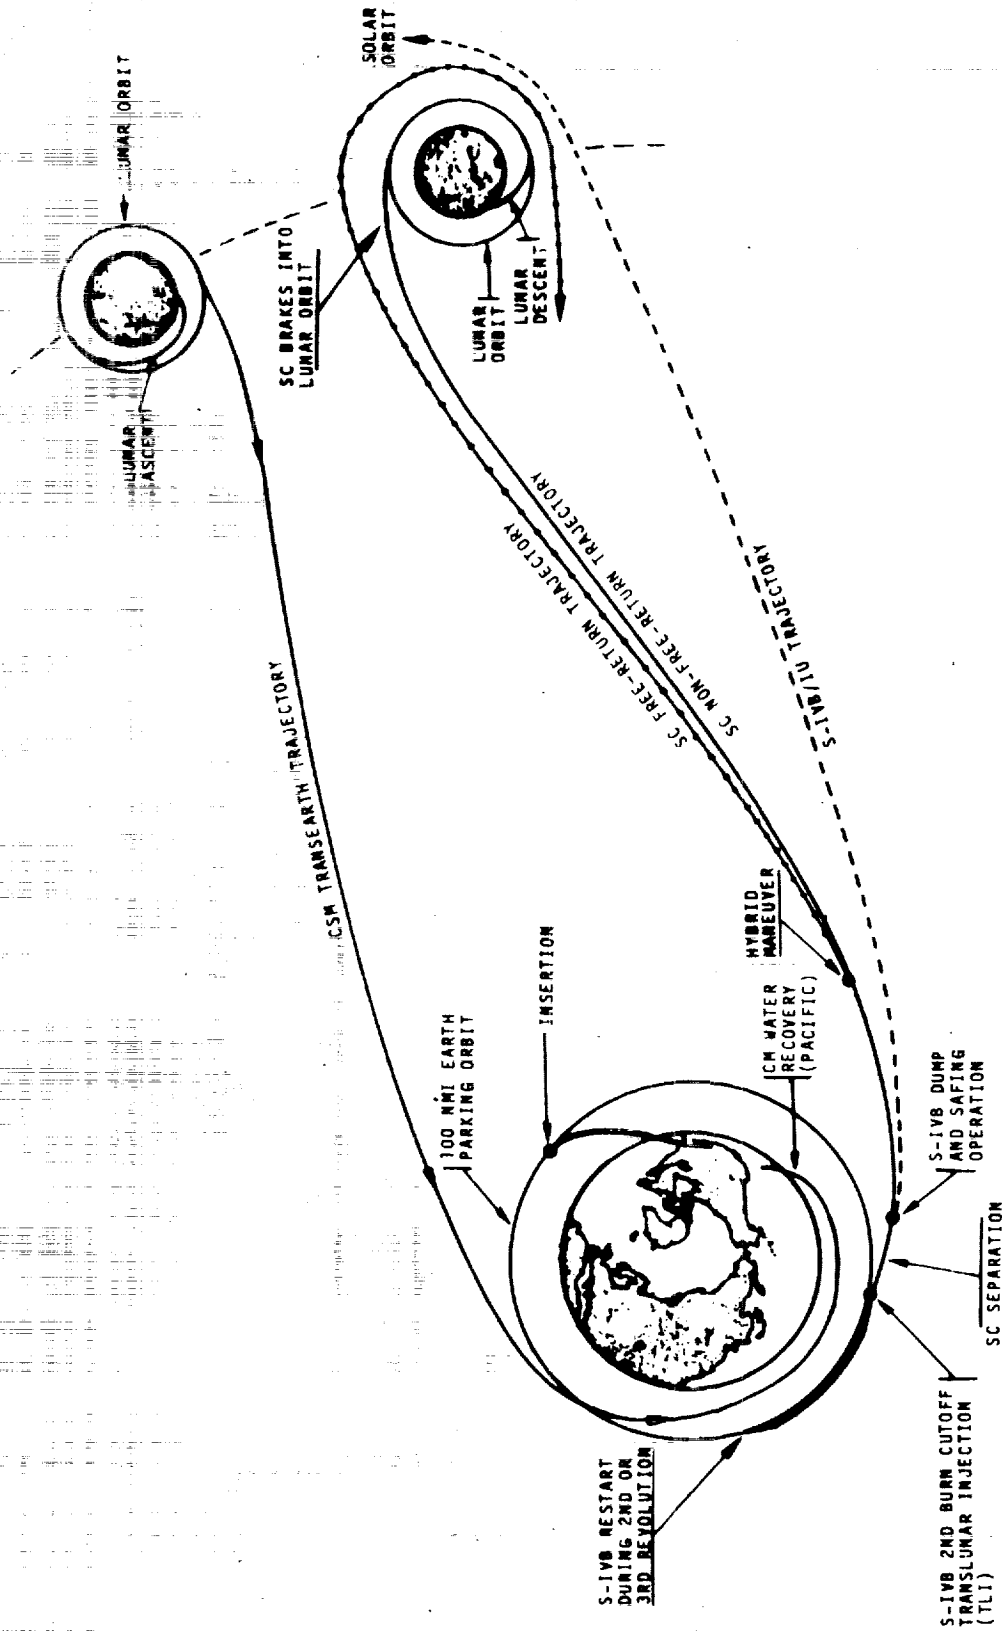 LUNAR ORBIT
LUNAR
ASCENT
SOLAR
ORBIT
SC BRAKES INTO
LUNAR ORBIT
LUNAR
ORBIT
LUNAR
DESCENT
CSM TRANSEARTH TRAJECTORY
SC FREE-RETURN TRAJECTORY
SC NON-FREE-RETURN TRAJECTORY
S-IVB/IU TRAJECTORY
100 NMI EARTH
PARKING ORBIT
INSERTION
HYBRID
MANEUVER
CM WATER
RECOVERY
(PACIFIC)
S-IVB DUMP
AND SAFING
OPERATION
SC SEPARATION
S-IVB RESTART
DURING 2ND OR
3RD REVOLUTION
S-IVB 2ND BURN CUTOFF
TRANSLUNAR INJECTION
(TLI)